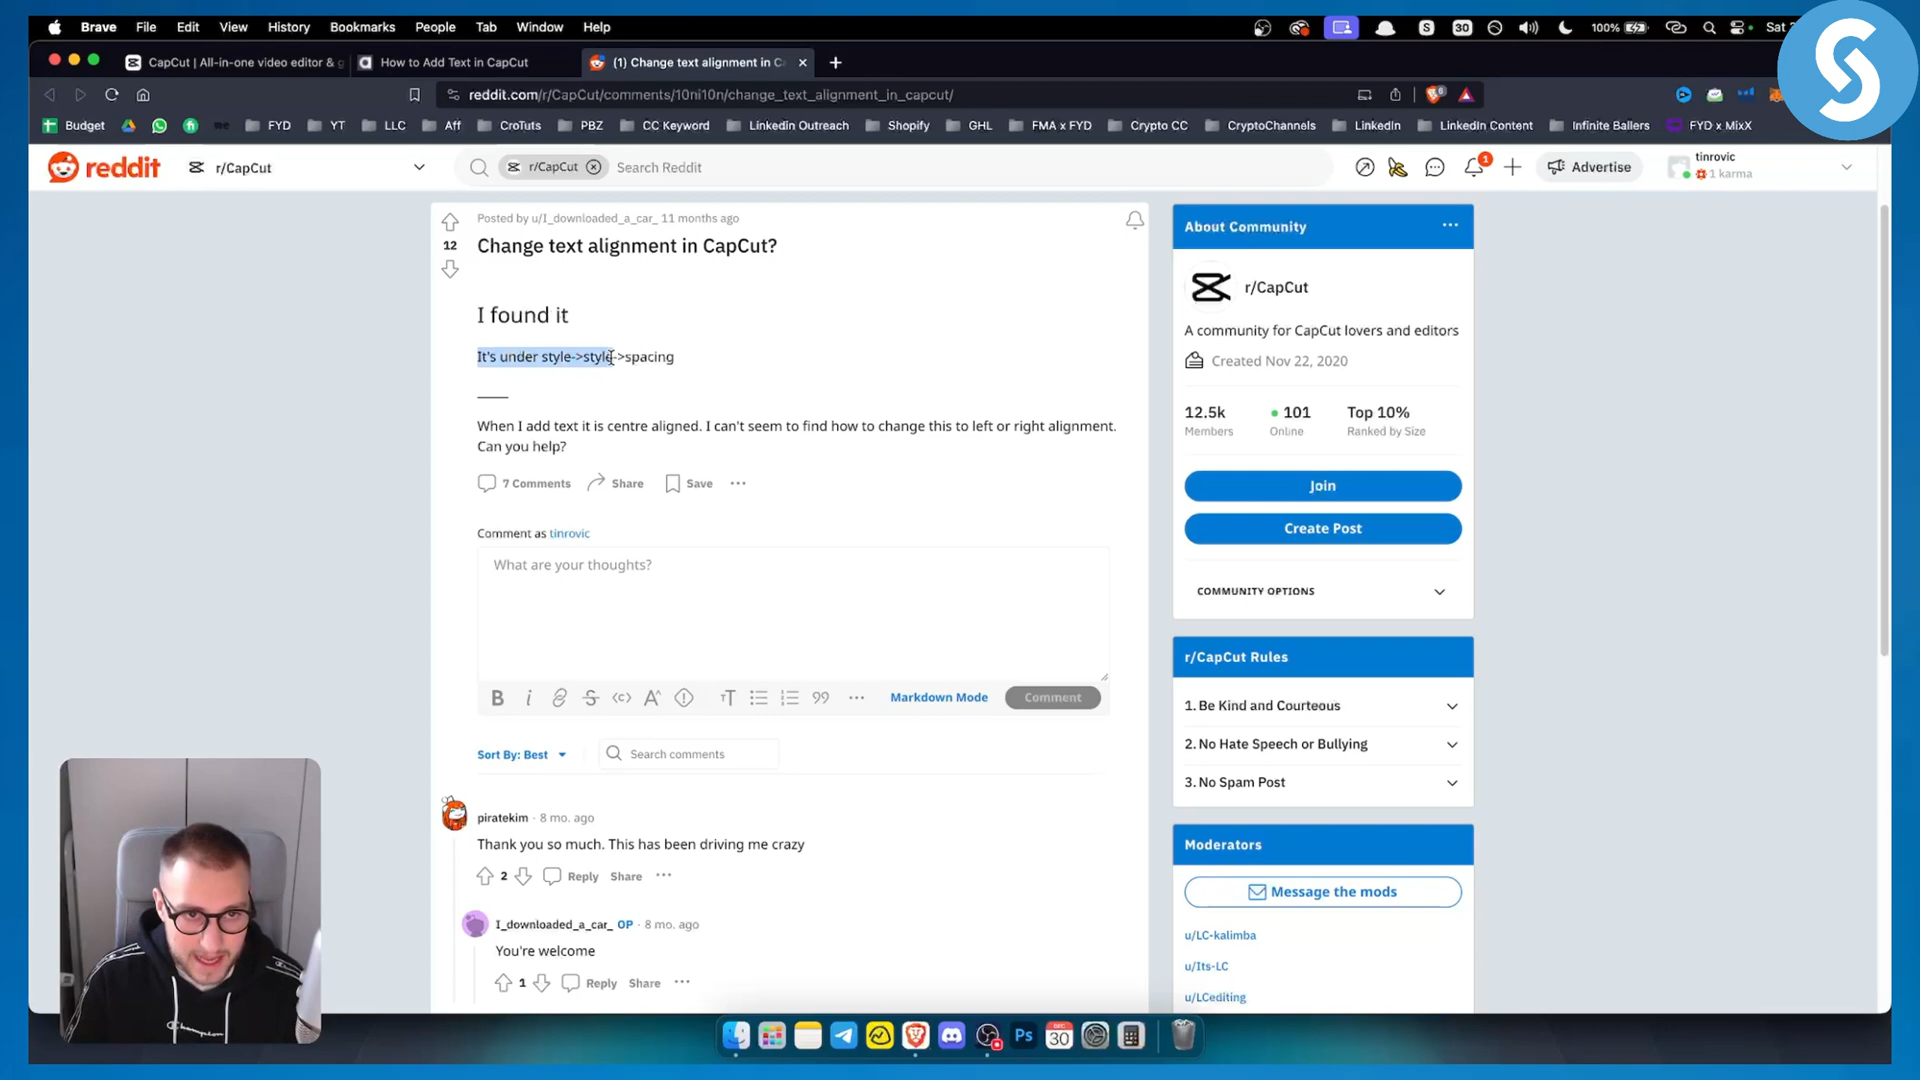 Brave File Edit View History Bookmarks People Tab Window Help
S 30 100% Sat
CapCut | All-in-one video editor & g
How to Add Text in CapCut
(1) Change text alignment in C
reddit.com/r/CapCut/comments/10ni10n/change_text_alignment_in_capcut/
6
Budget me FYD YT LLC Aff CroTuts PBZ CC Keyword Linkedin Outreach Shopify GHL FMA x FYD Crypto CC CryptoChannels LinkedIn LinkedIn Content Infinite Ballers FYD x MixX
reddit
r/CapCut
r/CapCut
Search Reddit
1
Advertise
tinrovic
1 karma
Posted by u/I_downloaded_a_car_ 11 months ago
12
Change text alignment in CapCut?
I found it
It's under style->style->spacing
When I add text it is centre aligned. I can't seem to find how to change this to left or right alignment.
Can you help?
7 Comments Share Save
Comment as tinrovic
What are your thoughts?
Markdown Mode
Comment
Sort By: Best
Search comments
piratekim · 8 mo. ago
Thank you so much. This has been driving me crazy
2 Reply Share
I_downloaded_a_car_ OP · 8 mo. ago
You're welcome
1 Reply Share
About Community
r/CapCut
A community for CapCut lovers and editors
Created Nov 22, 2020
12.5k 101 Top 10%
Members Online Ranked by Size
Join
Create Post
COMMUNITY OPTIONS
r/CapCut Rules
1. Be Kind and Courteous
2. No Hate Speech or Bullying
3. No Spam Post
Moderators
Message the mods
u/LC-kalimba
u/Its-LC
u/LCediting
Champion
Ps
DEC
30